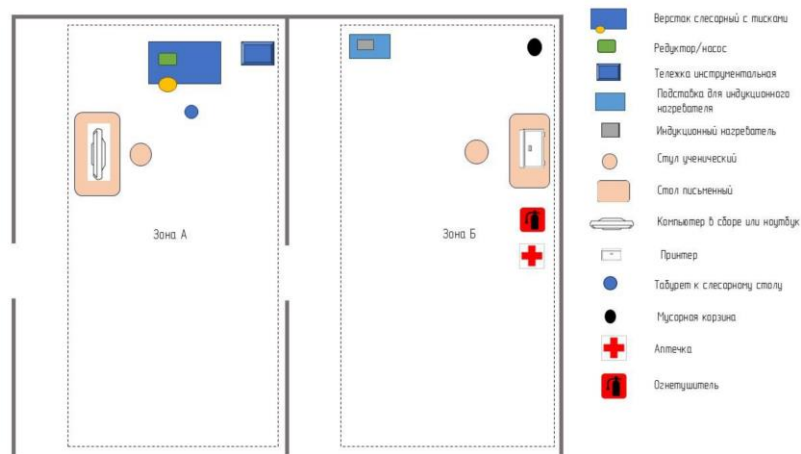 Зона А
Зона Б
Верстак слесарный с тисками
Редуктор/насос
Тележка инструментальная
Подставка для индукционного
нагревателя
Индукционный нагреватель
Стул ученический
Стол письменный
Компьютер в сборе или ноутбук
Принтер
Табурет к слесарному столу
Мусорная корзина
Аптечка
Огнетушитель